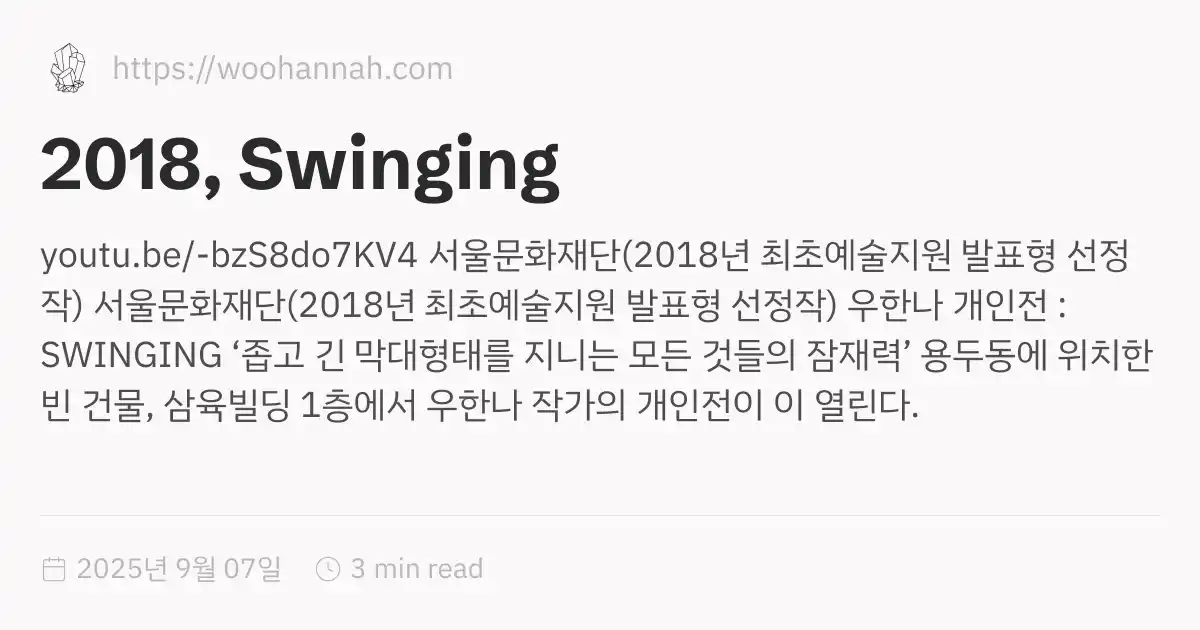 https://woohannah.com
2018, Swinging
youtu.be/-bzS8do7KV4 서울문화재단(2018년 최초예술지원 발표형 선정
작) 서울문화재단(2018년 최초예술지원 발표형 선정작) 우한나 개인전 :
SWINGING ‘좁고 긴 막대형태를 지니는 모든 것들의 잠재력’ 용두동에 위치한
빈 건물, 삼육빌딩 1층에서 우한나 작가의 개인전이 이 열린다.
2025년 9월 07일 3 min read